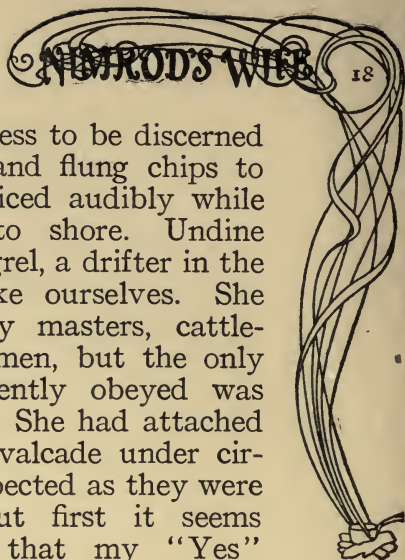 NIMROD'S WIFE 18
ess to be discerned
and flung chips to
iced audibly while
to shore. Undine
grel, a drifter in the
ke ourselves. She
y masters, cattle-
men, but the only
ently obeyed was
She had attached
valcade under cir-
pected as they were
ut first it seems
that my “Yes”